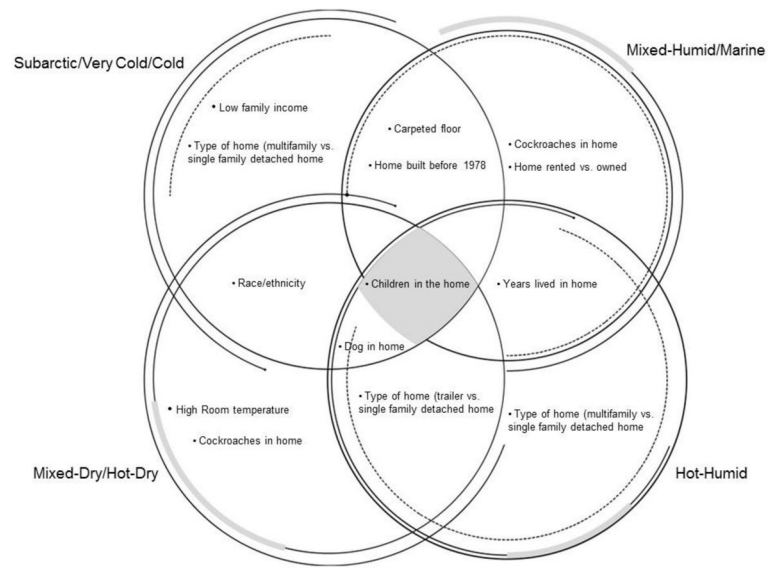 Subarctic/Very Cold/Cold
Mixed-Humid/Marine
• Low family income
• Type of home (multifamily vs.
single family detached home
• Carpeted floor
• Home built before 1978
• Cockroaches in home
• Home rented vs. owned
• Race/ethnicity
• Children in the home
• Years lived in home
• Dog in home
• Type of home (trailer vs.
single family detached home
• High Room temperature
• Cockroaches in home
• Type of home (multifamily vs.
single family detached home
Mixed-Dry/Hot-Dry
Hot-Humid